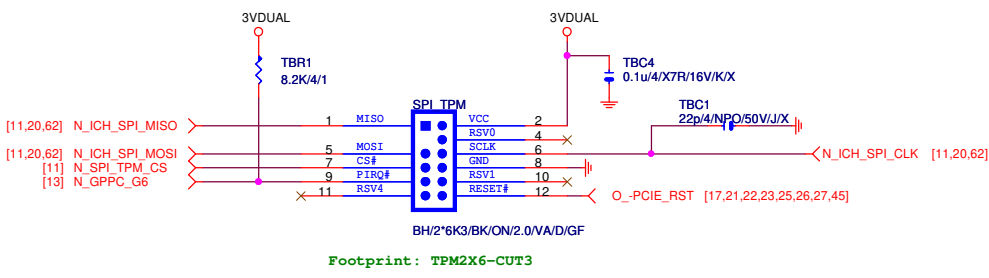 3VDUAL 3VDUAL
TBR1
8.2K/4/1
TBC4
0.1u/4/X7R/16V/K/X
TBC1
22p/4/NPO/50V/J/X
SPI_TPM
[11,20,62] N_ICH_SPI_MISO 1 MISO VCC 2
RSV0 4
[11,20,62] N_ICH_SPI_MOSI 5 MOSI SCLK 6 N_ICH_SPI_CLK [11,20,62]
[11] N_SPI_TPM_CS 7 CS# GND 8
[13] N_GPPC_G6 9 PIRQ# RSV1 10
11 RSV4 RESET# 12 O_-PCIE_RST [17,21,22,23,25,26,27,45]
BH/2*6K3/BK/ON/2.0/VA/D/GF
Footprint: TPM2X6-CUT3